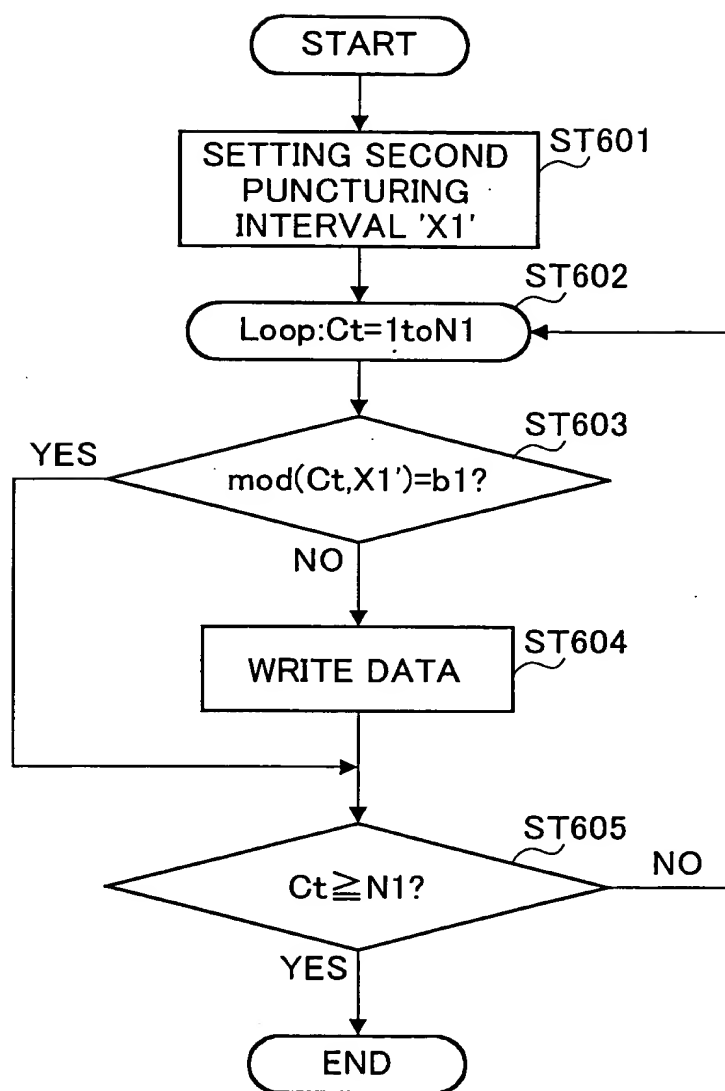 START
SETTING SECOND
PUNCTURING
INTERVAL 'X1'
ST601
ST602
Loop:Ct=1toN1
ST603
YES
mod(Ct,X1')=b1?
NO
ST604
WRITE DATA
ST605
Ct≧N1?
NO
YES
END